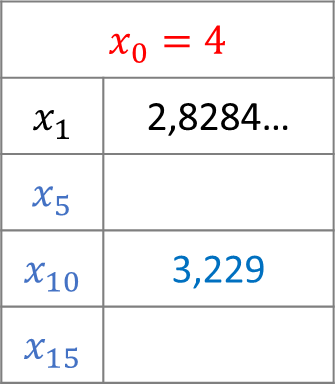 x₀ = 4
x₁ 2,8284...
x₅
x₁₀ 3,229
x₁₅